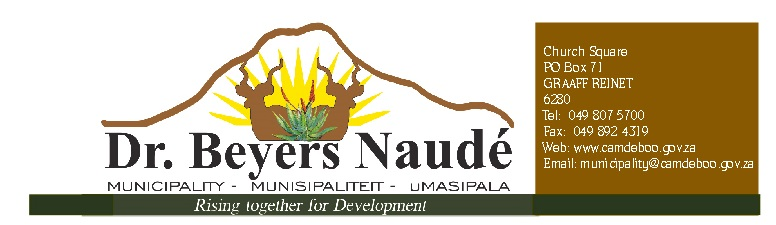 Dr. Beyers Naudé
MUNICIPALITY - MUNISIPALITEIT - uMASIPALA
Rising together for Development
Church Square
PO Box 71
GRAAFF REINET
6280
Tel: 049 807 5700
Fax: 049 892 4319
Web: www.camdeboo.gov.za
Email: municipality@camdeboo.gov.za